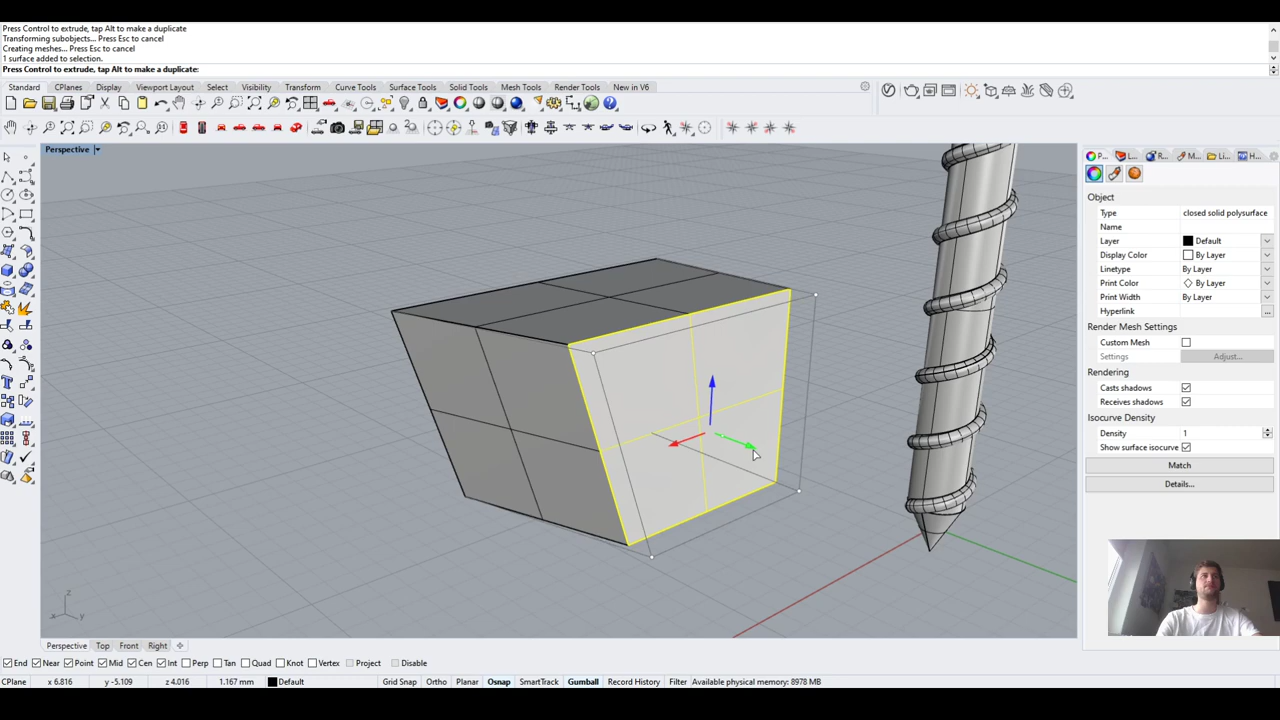 Press Control to extrude, tap Alt to make a duplicate
Transforming subobjects... Press Esc to cancel
Creating meshes... Press Esc to cancel
1 surface added to selection.
Press Control to extrude, tap Alt to make a duplicate:
Standard CPlanes Display Viewport Layout Select Visibility Transform Curve Tools Surface Tools Solid Tools Mesh Tools Render Tools New in V6
Perspective
P... L... R... M... Li... H...
Object
Type closed solid polysurface
Name
Layer Default
Display Color By Layer
Linetype By Layer
Print Color By Layer
Print Width By Layer
Hyperlink ...
Render Mesh Settings
Custom Mesh
Settings Adjust...
Rendering
Casts shadows
Receives shadows
Isocurve Density
Density 1
Show surface isocurve
Match
Details...
z
x y
Perspective Top Front Right
End Near Point Mid Cen Int Perp Tan Quad Knot Vertex Project Disable
CPlane x 6.816 y -5.109 z 4.016 1.167 mm Default Grid Snap Ortho Planar Osnap SmartTrack Gumball Record History Filter Available physical memory: 8978 MB